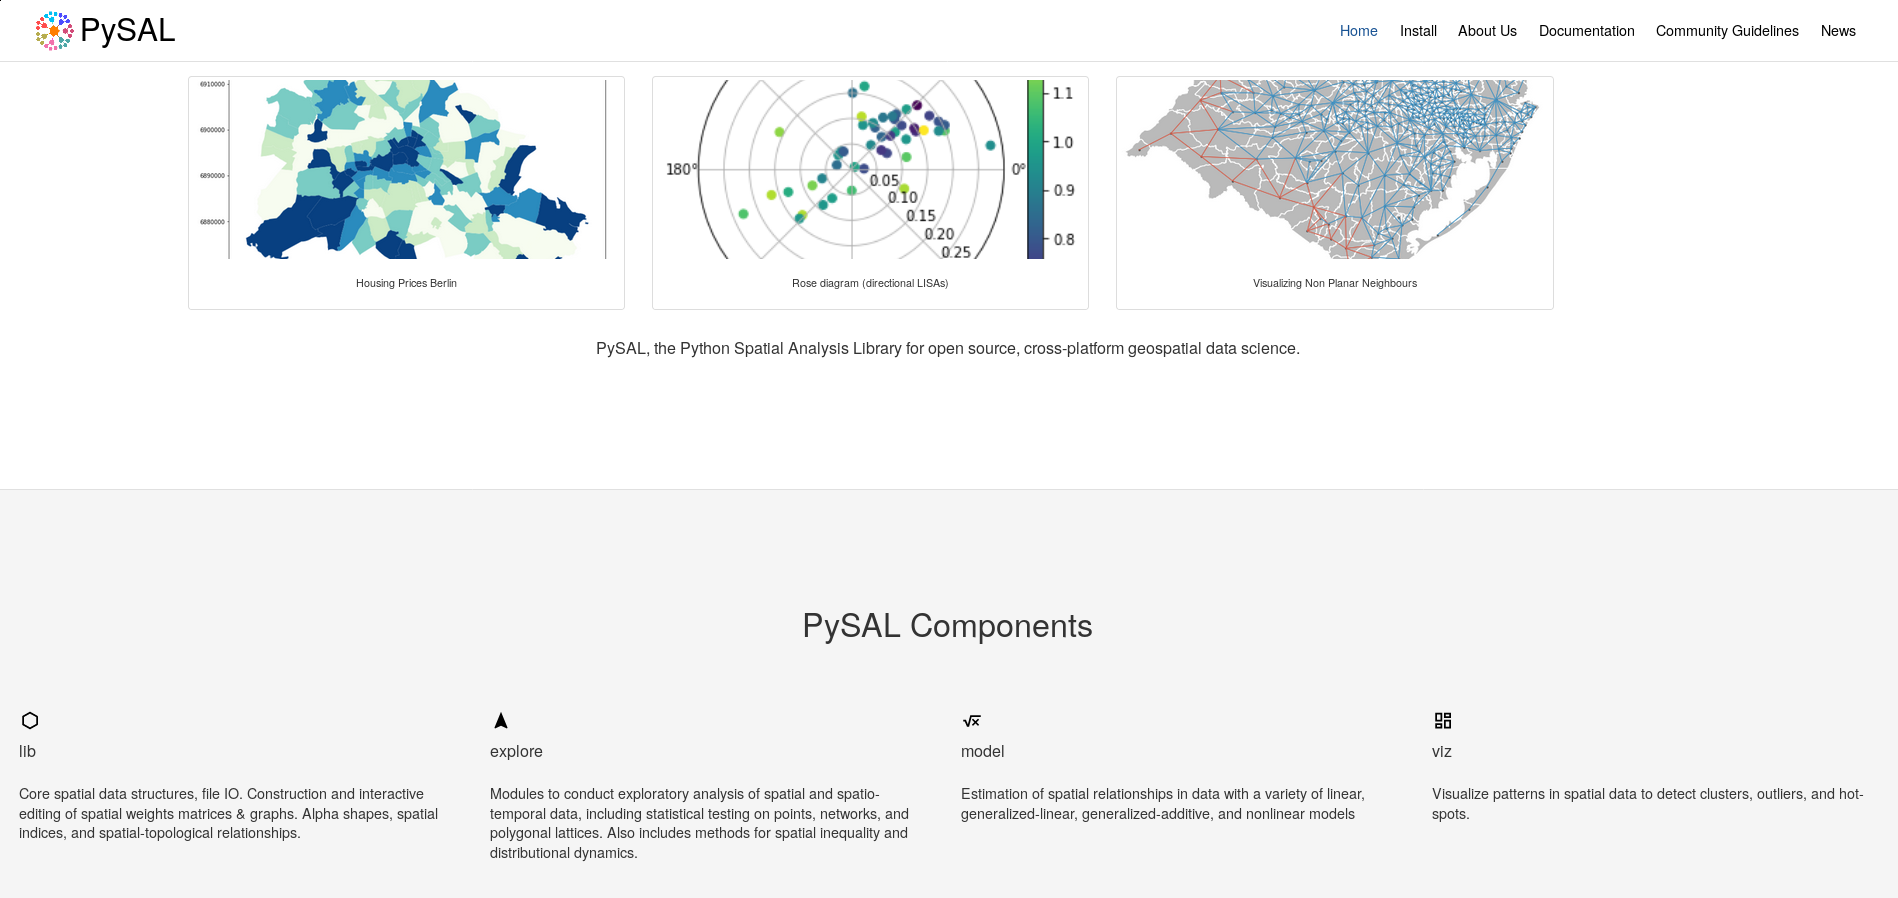 PySAL
Home Install About Us Documentation Community Guidelines News
6910000
6900000
6890000
6880000
Housing Prices Berlin
180°
0°
0.05
0.10
0.15
0.20
0.25
1.1
1.0
0.9
0.8
Rose diagram (directional LISAs)
Visualizing Non Planar Neighbours
PySAL, the Python Spatial Analysis Library for open source, cross-platform geospatial data science.
PySAL Components
lib
Core spatial data structures, file IO. Construction and interactive
editing of spatial weights matrices & graphs. Alpha shapes, spatial
indices, and spatial-topological relationships.
explore
Modules to conduct exploratory analysis of spatial and spatio-
temporal data, including statistical testing on points, networks, and
polygonal lattices. Also includes methods for spatial inequality and
distributional dynamics.
model
Estimation of spatial relationships in data with a variety of linear,
generalized-linear, generalized-additive, and nonlinear models
viz
Visualize patterns in spatial data to detect clusters, outliers, and hot-
spots.